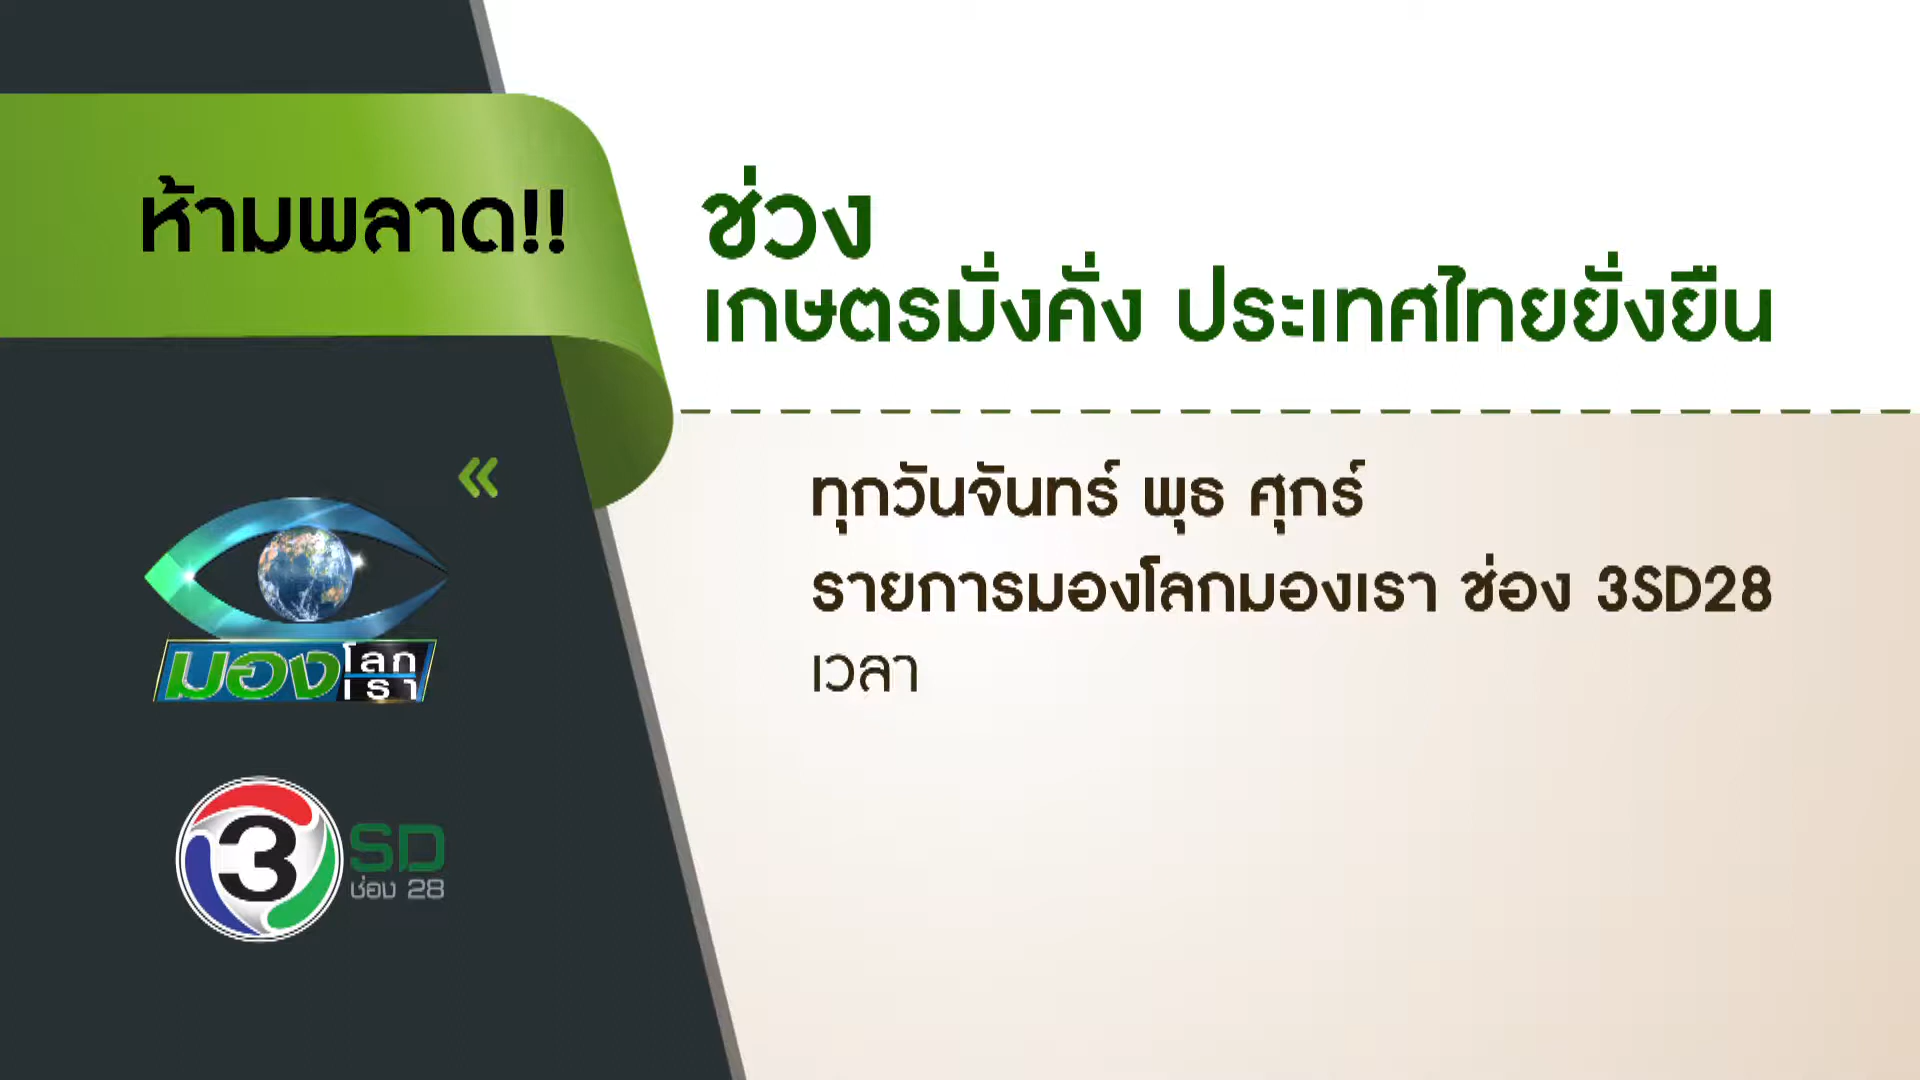 ห้ามพลาด!!
ช่วง
เกษตรมั่งคั่ง ประเทศไทยยั่งยืน
ทุกวันจันทร์ พุธ ศุกร์
รายการมองโลกมองเรา ช่อง 3SD28
เวลา
มอง โลก
เรา
3 SD
ช่อง 28